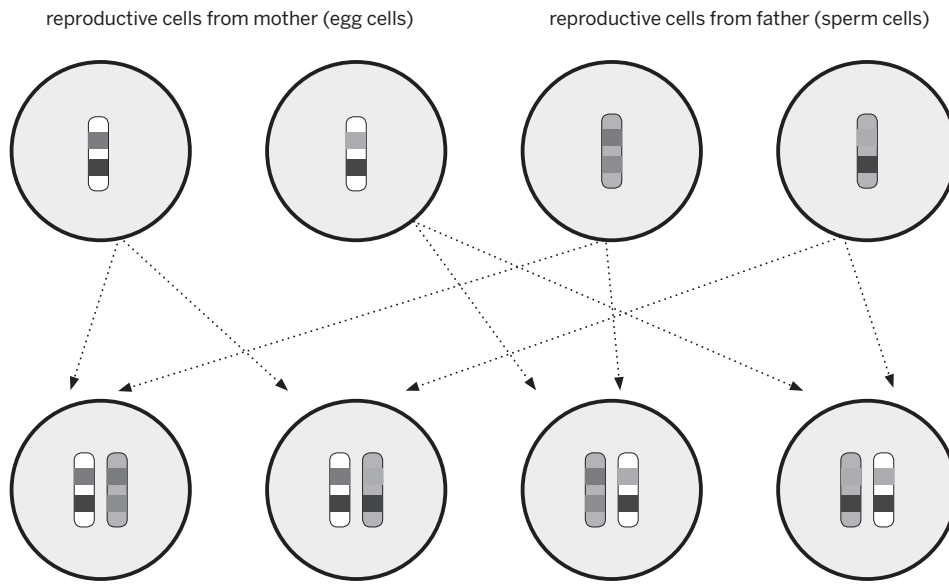 reproductive cells from mother (egg cells)
reproductive cells from father (sperm cells)